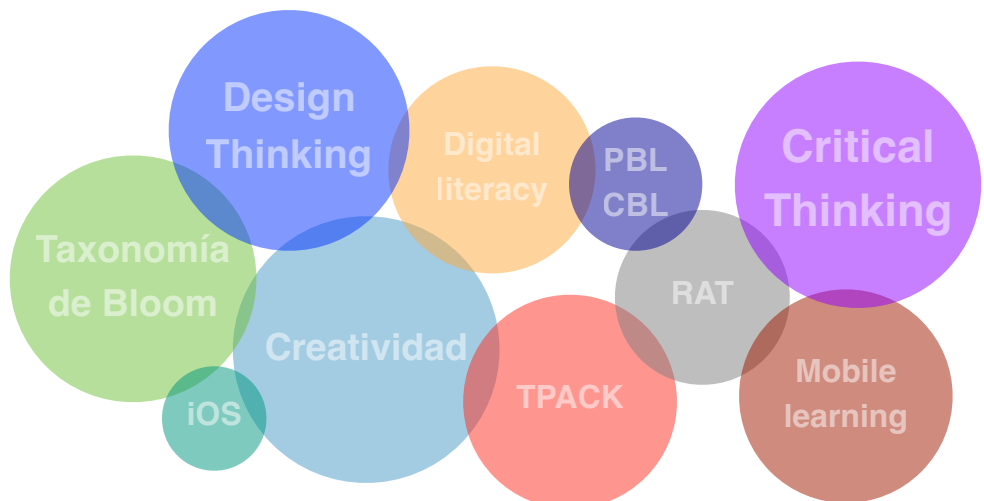 Design
Thinking
Digital
literacy
PBL
CBL
Critical
Thinking
Taxonomía
de Bloom
Creatividad
RAT
TPACK
Mobile
learning
iOS